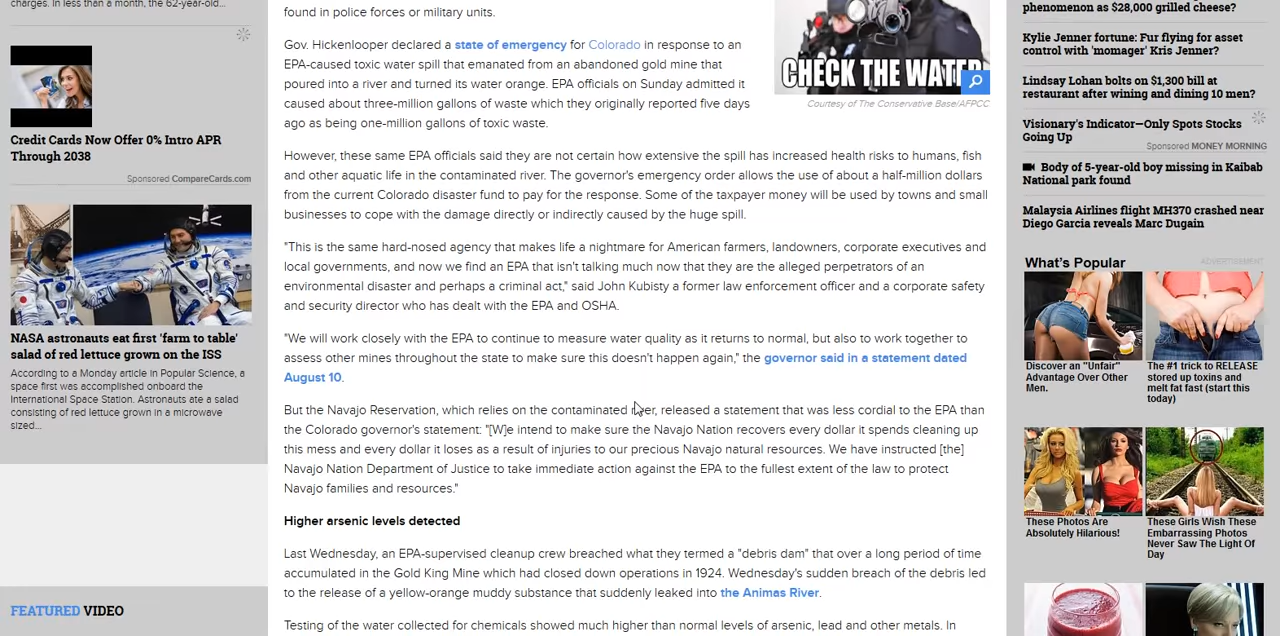 charges. In less than a month, the 62-year-old...
Credit Cards Now Offer 0% Intro APR
Through 2038
Sponsored CompareCards.com
NASA astronauts eat first 'farm to table'
salad of red lettuce grown on the ISS
According to a Monday article in Popular Science, a
space first was accomplished onboard the
International Space Station. Astronauts ate a salad
consisting of red lettuce grown in a microwave
sized...
FEATURED VIDEO
found in police forces or military units.
Gov. Hickenlooper declared a state of emergency for Colorado in response to an
EPA-caused toxic water spill that emanated from an abandoned gold mine that
poured into a river and turned its water orange. EPA officials on Sunday admitted it
caused about three-million gallons of waste which they originally reported five days
ago as being one-million gallons of toxic waste.
CHECK THE WATER
Courtesy of The Conservative Base/AFPCC
However, these same EPA officials said they are not certain how extensive the spill has increased health risks to humans, fish
and other aquatic life in the contaminated river. The governor's emergency order allows the use of about a half-million dollars
from the current Colorado disaster fund to pay for the response. Some of the taxpayer money will be used by towns and small
businesses to cope with the damage directly or indirectly caused by the huge spill.
"This is the same hard-nosed agency that makes life a nightmare for American farmers, landowners, corporate executives and
local governments, and now we find an EPA that isn't talking much now that they are the alleged perpetrators of an
environmental disaster and perhaps a criminal act," said John Kubisty a former law enforcement officer and a corporate safety
and security director who has dealt with the EPA and OSHA.
"We will work closely with the EPA to continue to measure water quality as it returns to normal, but also to work together to
assess other mines throughout the state to make sure this doesn't happen again," the governor said in a statement dated
August 10.
But the Navajo Reservation, which relies on the contaminated river, released a statement that was less cordial to the EPA than
the Colorado governor's statement: "[W]e intend to make sure the Navajo Nation recovers every dollar it spends cleaning up
this mess and every dollar it loses as a result of injuries to our precious Navajo natural resources. We have instructed [the]
Navajo Nation Department of Justice to take immediate action against the EPA to the fullest extent of the law to protect
Navajo families and resources."
Higher arsenic levels detected
Last Wednesday, an EPA-supervised cleanup crew breached what they termed a "debris dam" that over a long period of time
accumulated in the Gold King Mine which had closed down operations in 1924. Wednesday's sudden breach of the debris led
to the release of a yellow-orange muddy substance that suddenly leaked into the Animas River.
Testing of the water collected for chemicals showed much higher than normal levels of arsenic, lead and other metals. In
phenomenon as $28,000 grilled cheese?
Kylie Jenner fortune: Fur flying for asset
control with 'momager' Kris Jenner?
Lindsay Lohan bolts on $1,300 bill at
restaurant after wining and dining 10 men?
Visionary's Indicator—Only Spots Stocks
Going Up
Sponsored MONEY MORNING
Body of 5-year-old boy missing in Kaibab
National park found
Malaysia Airlines flight MH370 crashed near
Diego Garcia reveals Marc Dugain
What's Popular
ADVERTISEMENT
Discover an "Unfair"
Advantage Over Other
Men.
The #1 trick to RELEASE
stored up toxins and
melt fat fast (start this
today)
These Photos Are
Absolutely Hilarious!
These Girls Wish These
Embarrassing Photos
Never Saw The Light Of
Day